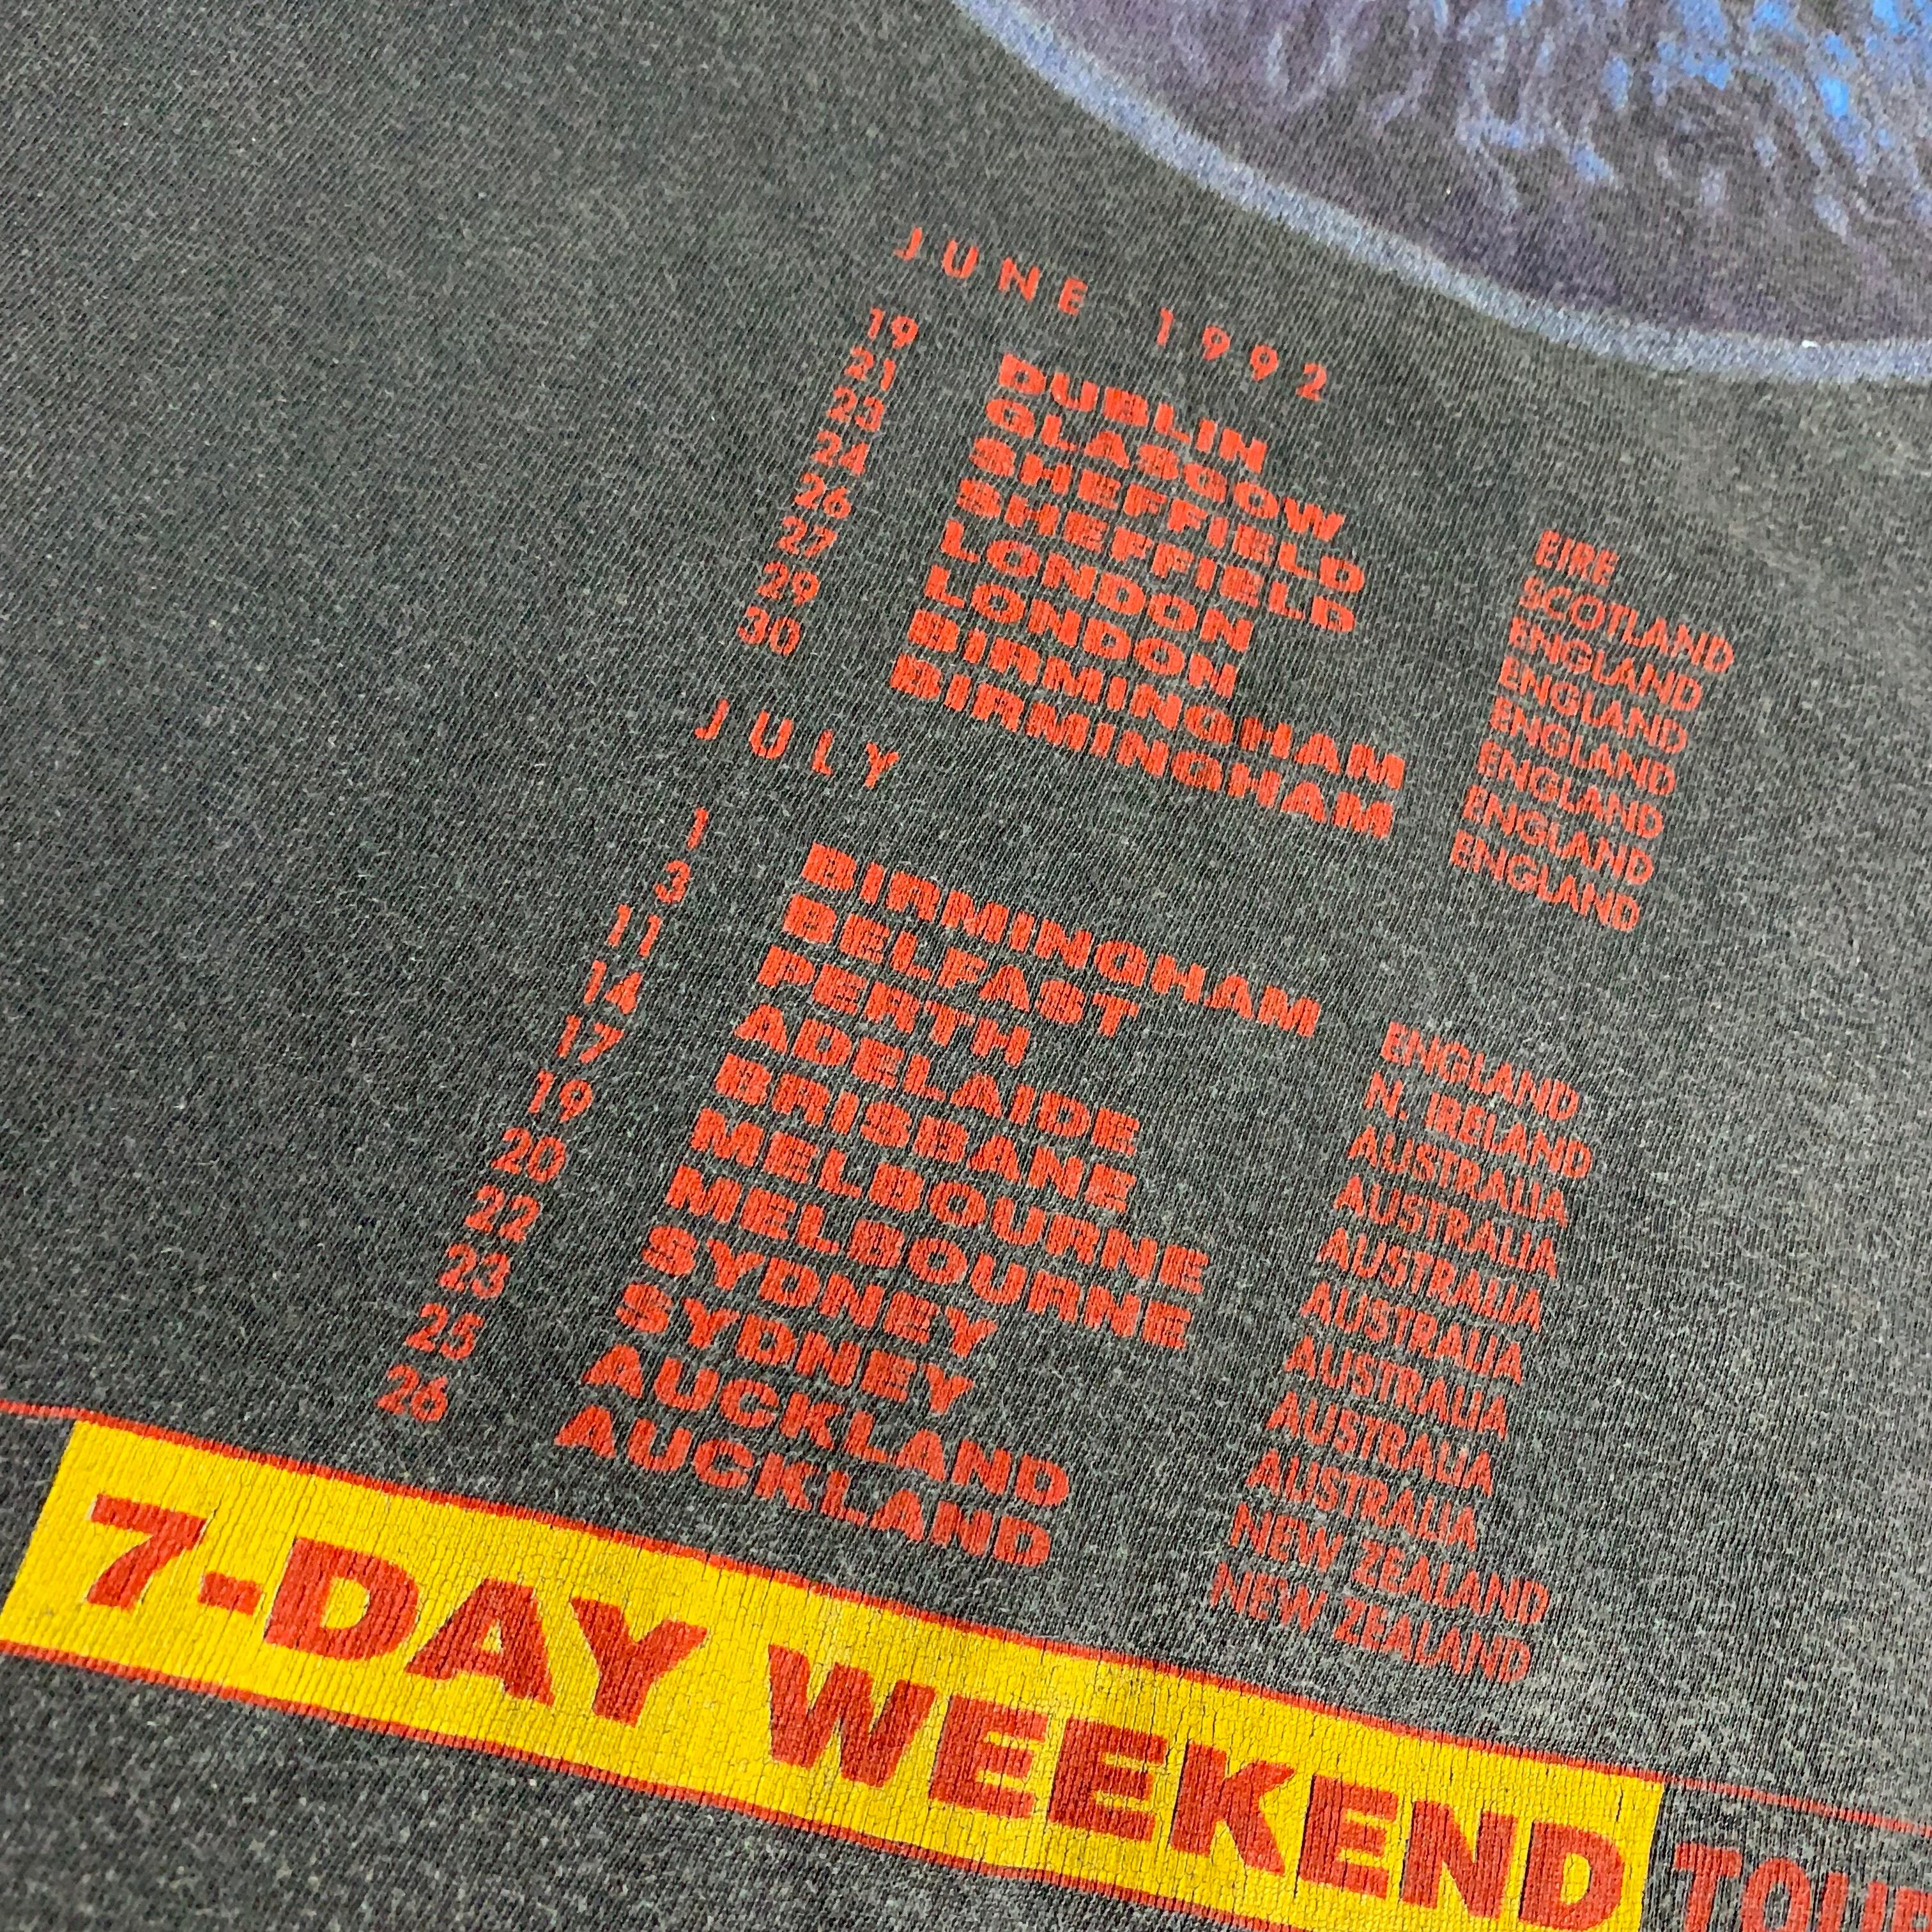 JUNE 1992
19 DUBLIN EIRE
21 GLASGOW SCOTLAND
23 SHEFFIELD ENGLAND
24 SHEFFIELD ENGLAND
26 LONDON ENGLAND
27 LONDON ENGLAND
29 BIRMINGHAM ENGLAND
30 BIRMINGHAM ENGLAND
JULY
1 BIRMINGHAM ENGLAND
3 BELFAST N. IRELAND
11 PERTH AUSTRALIA
14 ADELAIDE AUSTRALIA
17 BRISBANE AUSTRALIA
19 MELBOURNE AUSTRALIA
20 MELBOURNE AUSTRALIA
22 SYDNEY AUSTRALIA
23 SYDNEY AUSTRALIA
25 AUCKLAND NEW ZEALAND
26 AUCKLAND NEW ZEALAND
7-DAY WEEKEND TOUR